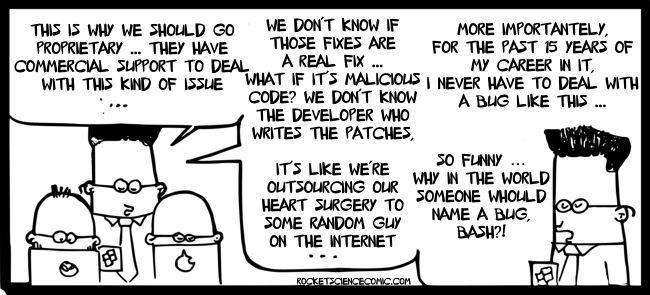 THIS IS WHY WE SHOULD GO
PROPRIETARY ... THEY HAVE
COMMERCIAL SUPPORT TO DEAL
WITH THIS KIND OF ISSUE
....
WE DON'T KNOW IF
THOSE FIXES ARE
A REAL FIX ...
WHAT IF IT'S MALICIOUS
CODE? WE DON'T KNOW
THE DEVELOPER WHO
WRITES THE PATCHES,
IT'S LIKE WE'RE
OUTSOURCING OUR
HEART SURGERY TO
SOME RANDOM GUY
ON THE INTERNET
....
MORE IMPORTANTELY,
FOR THE PAST 15 YEARS OF
MY CAREER IN IT,
I NEVER HAVE TO DEAL WITH
A BUG LIKE THIS ...
SO FUNNY ...
WHY IN THE WORLD
SOMEONE WHOULD
NAME A BUG,
BASH?!
ROCKETSCIENCECOMIC.COM